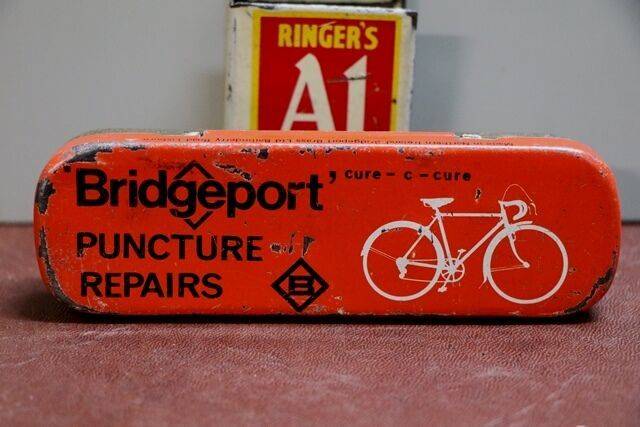 RINGER'S
A1
'Bridgeport' cure - c - cure
PUNCTURE
REPAIRS
B